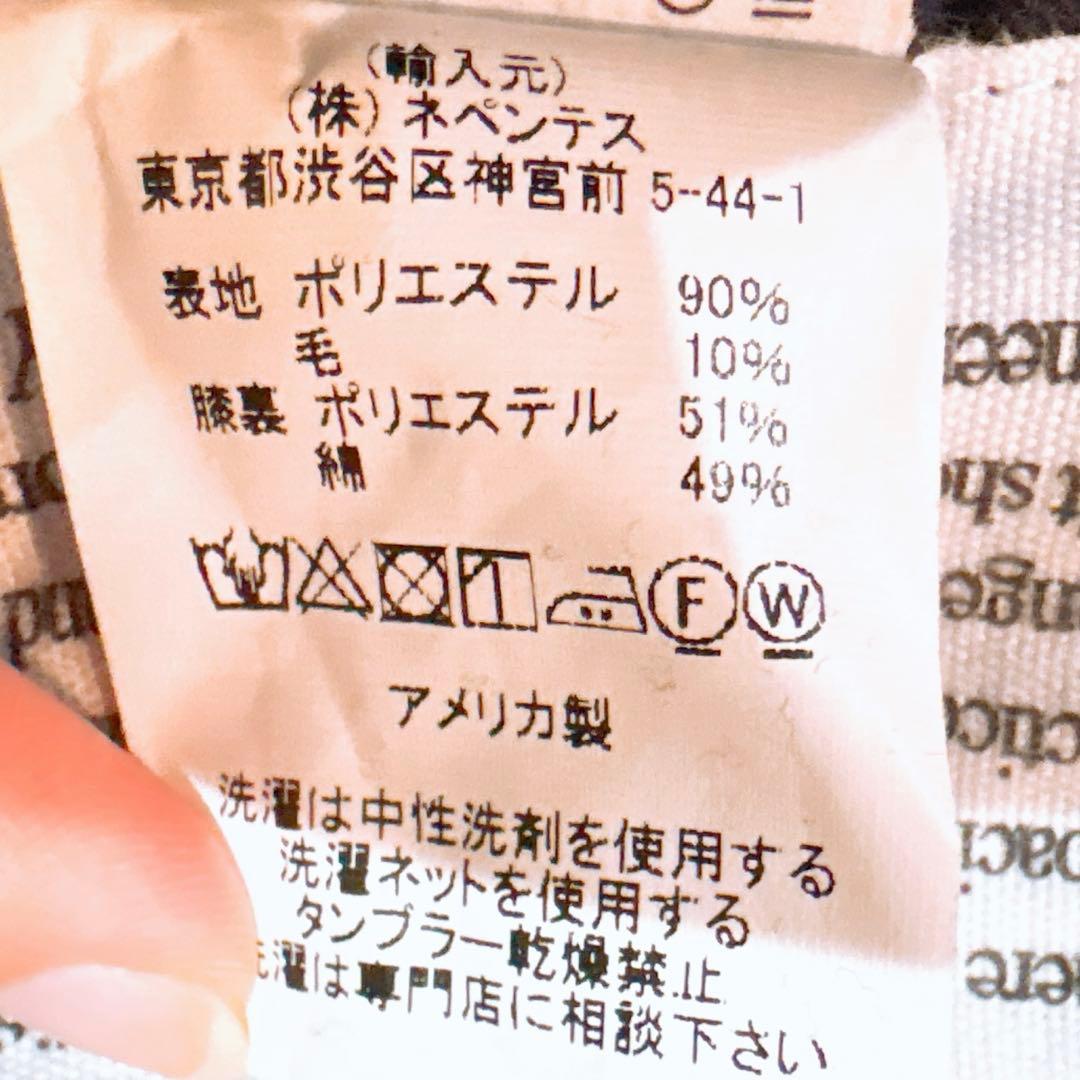 (輸入元)
(株) ネペンテス
東京都渋谷区神宮前 5-44-1
表地 ポリエステル 90%
毛 10%
膝裏 ポリエステル 51%
綿 49%
F W
アメリカ製
洗濯は中性洗剤を使用する
洗濯ネットを使用する
タンブラー乾燥禁止
洗濯は専門店に相談下さい